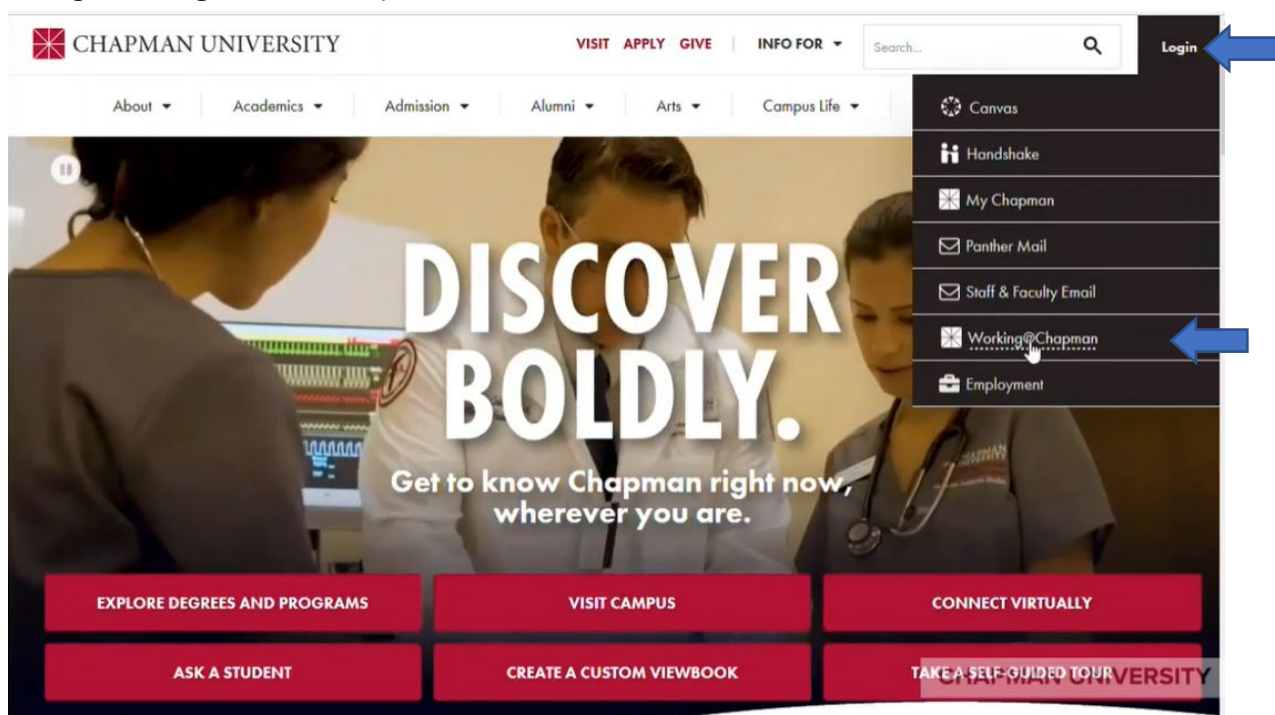 CHAPMAN UNIVERSITY
VISIT APPLY GIVE INFO FOR Search... Login
About Academics Admission Alumni Arts Campus Life
Canvas
Handshake
My Chapman
Panther Mail
Staff & Faculty Email
Working@Chapman
Employment
DISCOVER
BOLDLY.
Get to know Chapman right now,
wherever you are.
EXPLORE DEGREES AND PROGRAMS VISIT CAMPUS CONNECT VIRTUALLY
ASK A STUDENT CREATE A CUSTOM VIEWBOOK TAKE A SELF-GUIDED TOUR
CHAPMAN UNIVERSITY